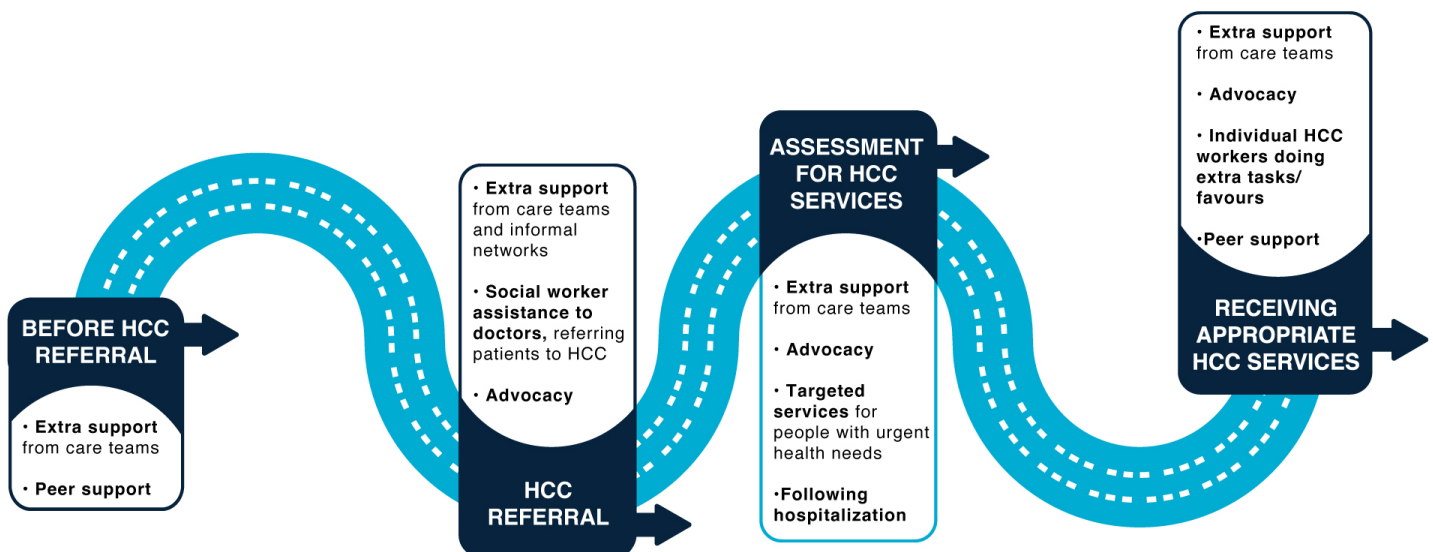 BEFORE HCC
REFERRAL
• Extra support
from care teams
• Peer support
• Extra support
from care teams
and informal
networks
• Social worker
assistance to
doctors, referring
patients to HCC
• Advocacy
HCC
REFERRAL
ASSESSMENT
FOR HCC
SERVICES
• Extra support
from care teams
• Advocacy
• Targeted
services for
people with urgent
health needs
•Following
hospitalization
• Extra support
from care teams
• Advocacy
• Individual HCC
workers doing
extra tasks/
favours
•Peer support
RECEIVING
APPROPRIATE
HCC SERVICES